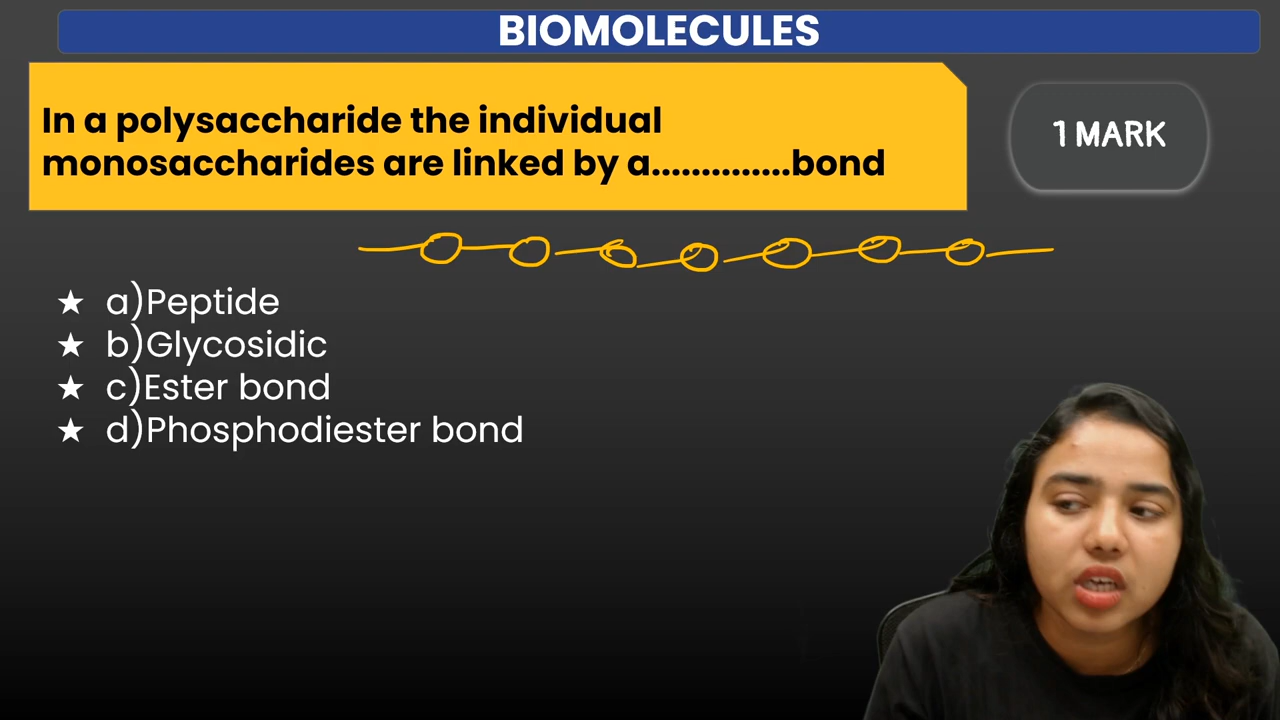 BIOMOLECULES
In a polysaccharide the individual
monosaccharides are linked by a..............bond
1 MARK
★ a)Peptide
★ b)Glycosidic
★ c)Ester bond
★ d)Phosphodiester bond